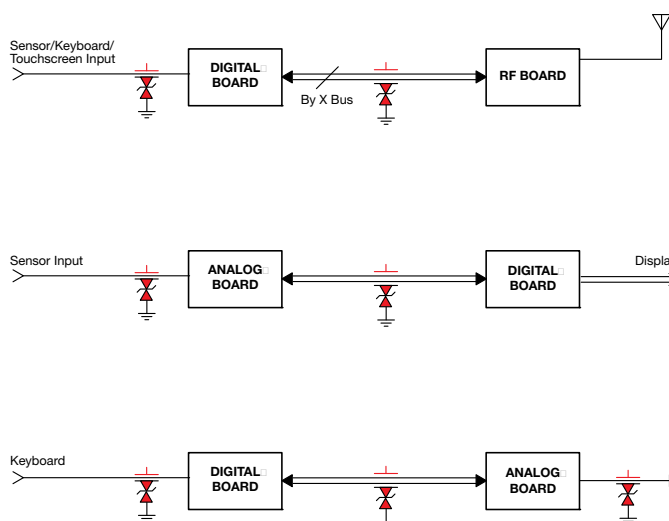 Sensor/Keyboard/
Touchscreen Input
DIGITAL
BOARD
By X Bus
RF BOARD
Sensor Input
ANALOG
BOARD
DIGITAL
BOARD
Displa
Keyboard
DIGITAL
BOARD
ANALOG
BOARD